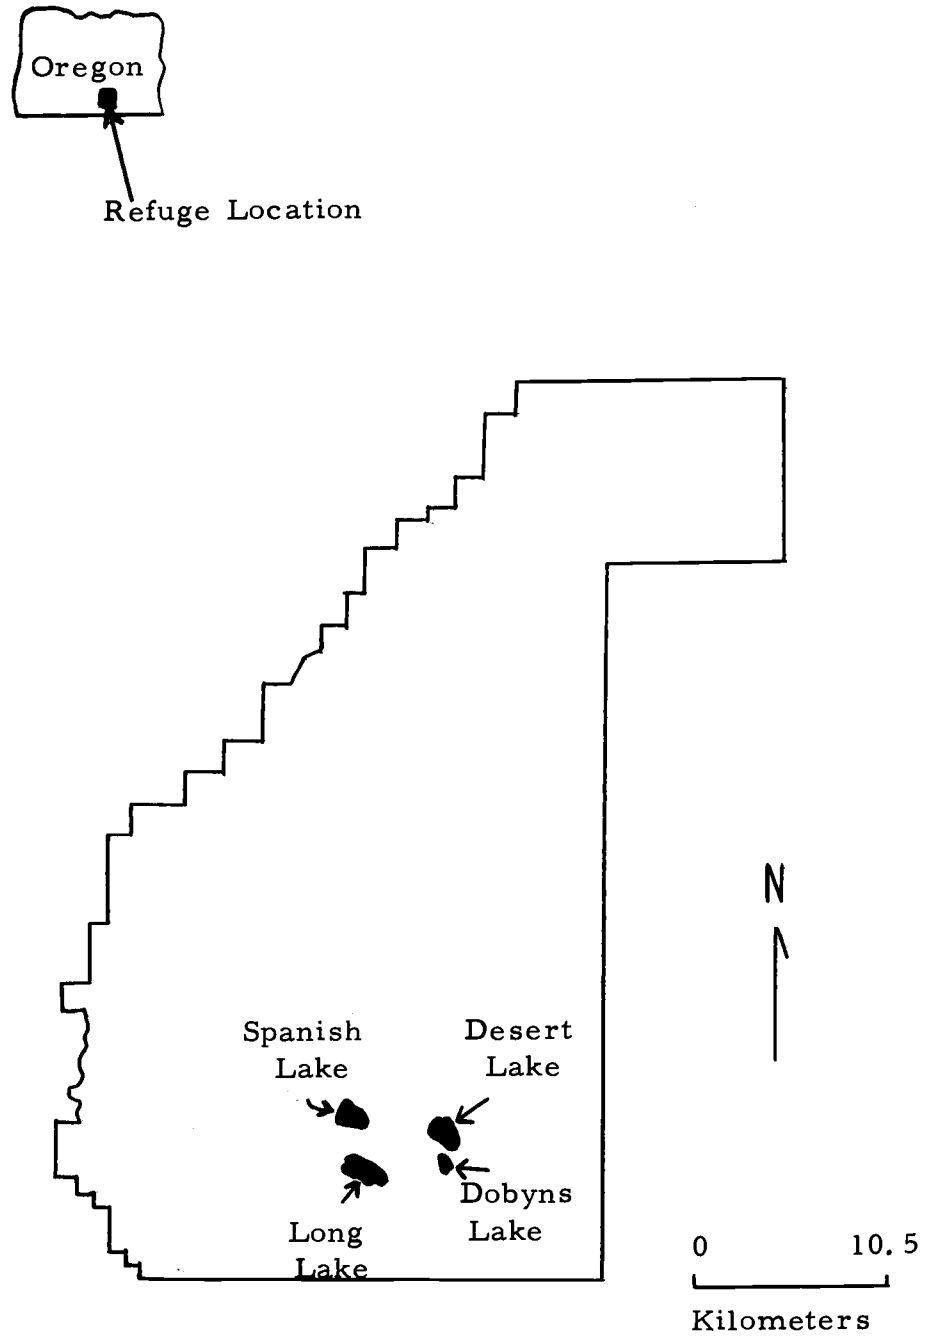 Oregon
Refuge Location
N
Spanish
Lake
Desert
Lake
Dobyns
Lake
Long
Lake
0 10.5
Kilometers